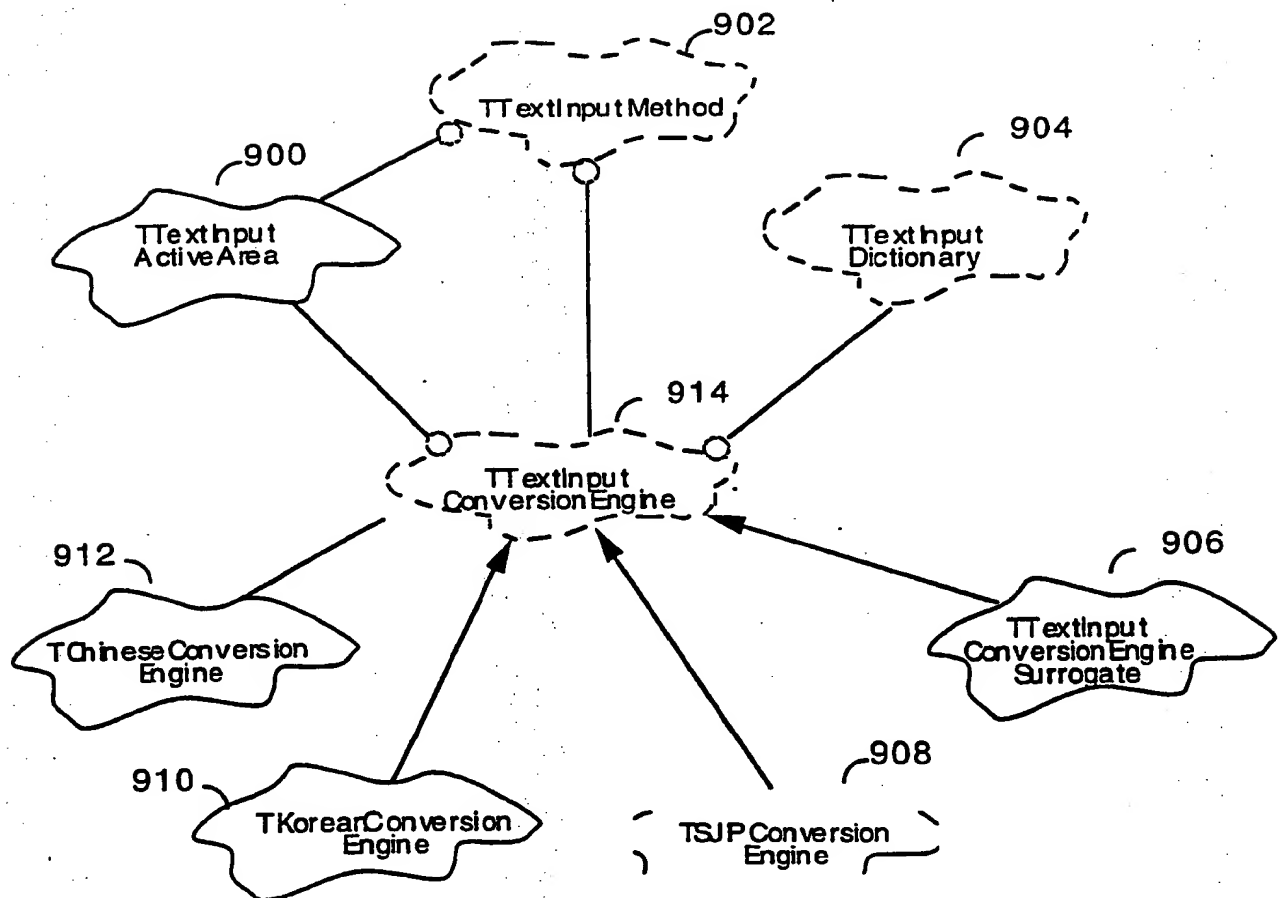 902
TTextInputMethod
904
900
TTextInput
ActiveArea
TTextInput
Dictionary
914
TTextInput
ConversionEngine
912
906
TChineseConversion
Engine
TTextInput
ConversionEngine
Surrogate
908
910
TKoreanConversion
Engine
TSJPConversion
Engine